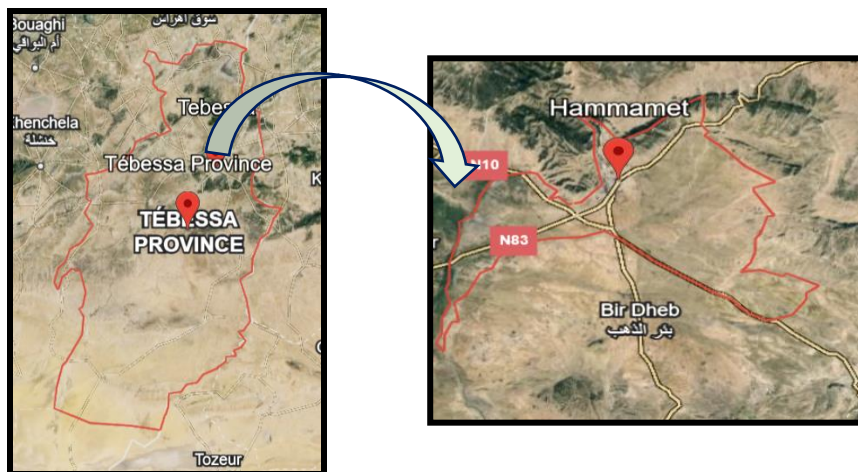 سوق أهراس
Bouaghi
أم البواقي
Khenchela
خنشلة
Tebes
Tébessa Province
TÉBESSA
PROVINCE
Tozeur
Hammamet
N10
N83
Bir Dheb
بئر الذهب